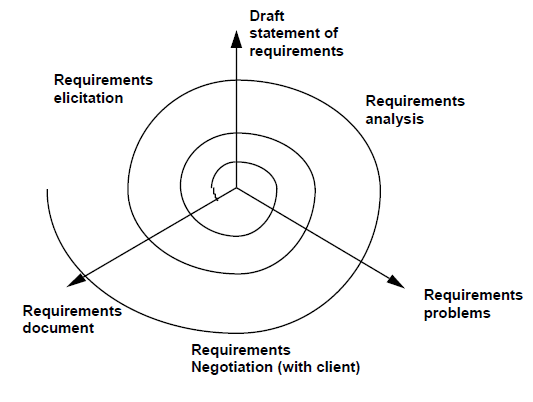 Draft
statement of
requirements
Requirements
elicitation
Requirements
analysis
Requirements
problems
Requirements
document
Requirements
Negotiation (with client)